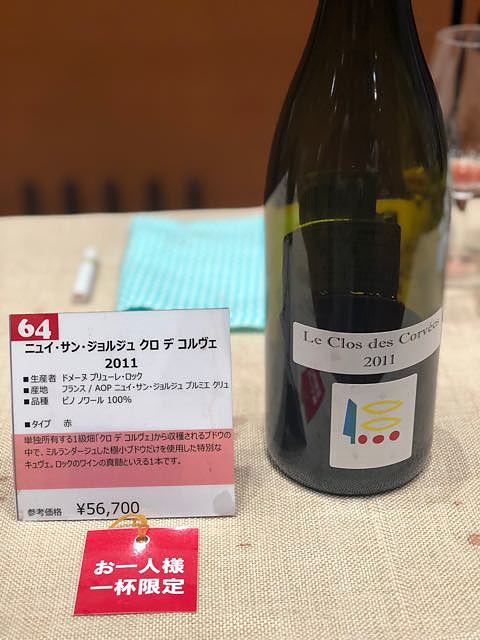 64
ニュイ・サン・ジョルジュ クロ デ コルヴェ
2011
■生産者 ドメーヌ プリューレ・ロック
■産地 フランス / AOP ニュイ・サン・ジョルジュ プルミエ クリュ
■品種 ピノ ノワール 100%
■タイプ 赤
単独所有する1級畑「クロ デ コルヴェ」から収穫されるブドウの
中で、ミルランダージュした極小ブドウだけを使用した特別な
キュヴェ。ロックのワインの真髄といえる1本です。
参考価格 ¥56,700
お一人様
一杯限定
Le Clos des Corvées
2011